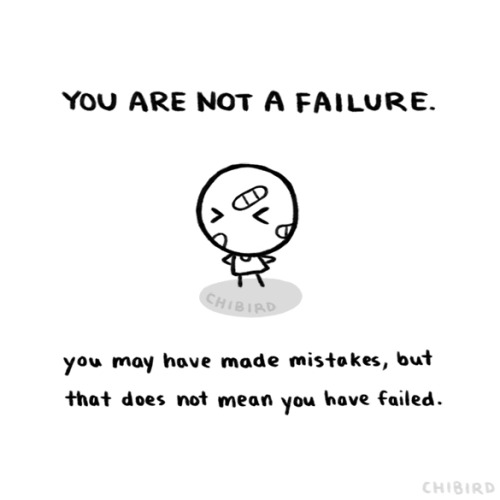 YOU ARE NOT A FAILURE.
CHIBIRD
you may have made mistakes, but
that does not mean you have failed.
CHIBIRD